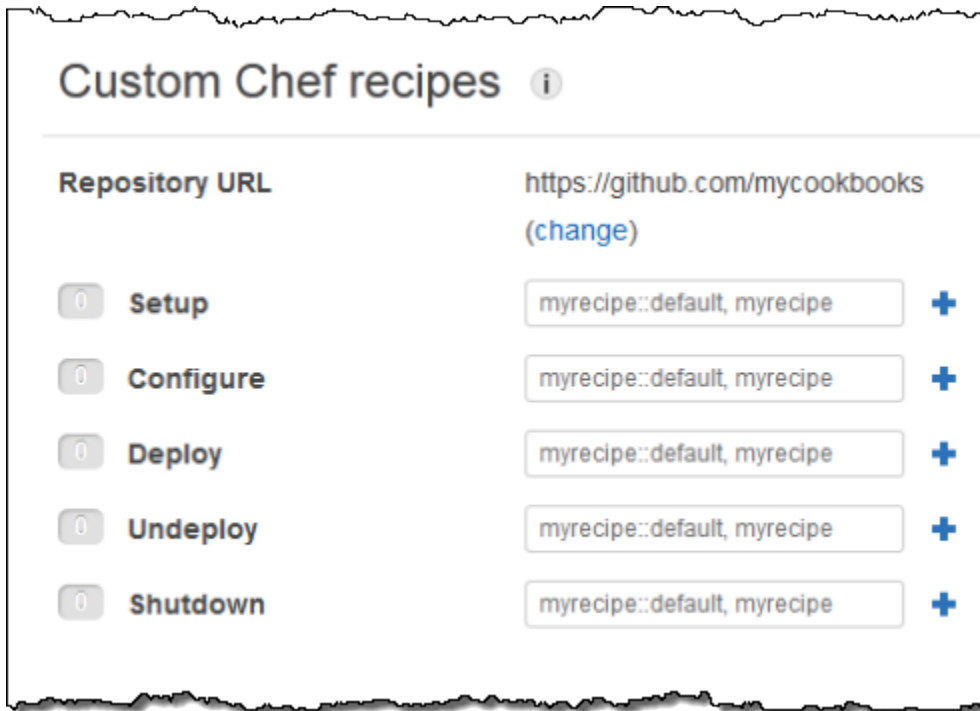 Custom Chef recipes i
Repository URL https://github.com/mycookbooks
(change)
0 Setup myrecipe::default, myrecipe
0 Configure myrecipe::default, myrecipe
0 Deploy myrecipe::default, myrecipe
0 Undeploy myrecipe::default, myrecipe
0 Shutdown myrecipe::default, myrecipe